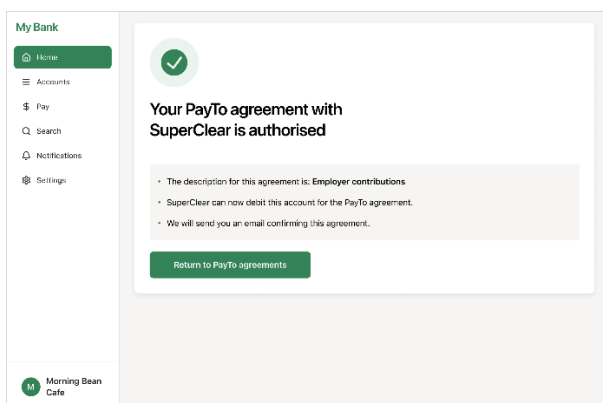 My Bank
Home
Accounts
Pay
Search
Notifications
Settings
M
Morning Bean
Cafe
Your PayTo agreement with
SuperClear is authorised
• The description for this agreement is: Employer contributions
• SuperClear can now debit this account for the PayTo agreement.
• We will send you an email confirming this agreement.
Return to PayTo agreements